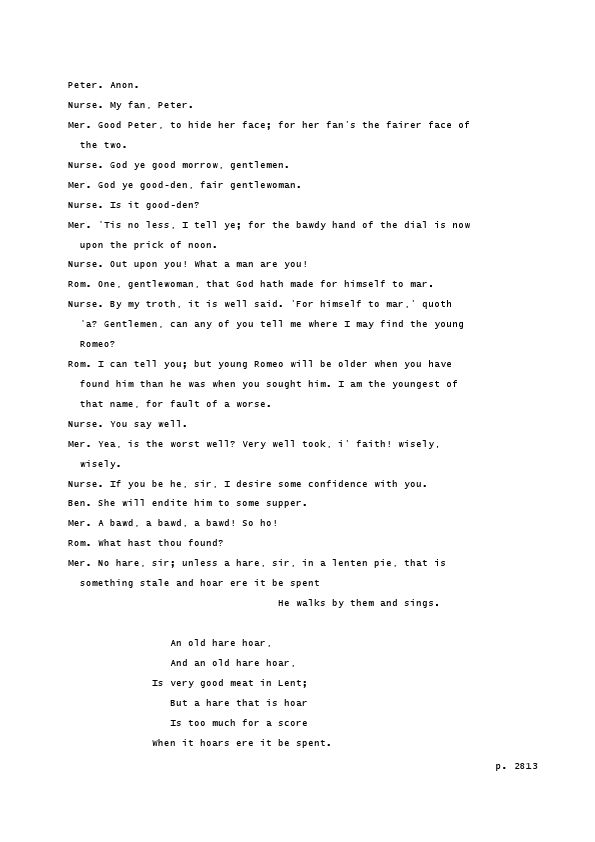 Peter. Anon.
Nurse. My fan, Peter.
Mer. Good Peter, to hide her face; for her fan's the fairer face of
the two.
Nurse. God ye good morrow, gentlemen.
Mer. God ye good-den, fair gentlewoman.
Nurse. Is it good-den?
Mer. 'Tis no less, I tell ye; for the bawdy hand of the dial is now
upon the prick of noon.
Nurse. Out upon you! What a man are you!
Rom. One, gentlewoman, that God hath made for himself to mar.
Nurse. By my troth, it is well said. 'For himself to mar,' quoth
'a? Gentlemen, can any of you tell me where I may find the young
Romeo?
Rom. I can tell you; but young Romeo will be older when you have
found him than he was when you sought him. I am the youngest of
that name, for fault of a worse.
Nurse. You say well.
Mer. Yea, is the worst well? Very well took, i' faith! wisely,
wisely.
Nurse. If you be he, sir, I desire some confidence with you.
Ben. She will endite him to some supper.
Mer. A bawd, a bawd, a bawd! So ho!
Rom. What hast thou found?
Mer. No hare, sir; unless a hare, sir, in a lenten pie, that is
something stale and hoar ere it be spent
He walks by them and sings.
An old hare hoar,
And an old hare hoar,
Is very good meat in Lent;
But a hare that is hoar
Is too much for a score
When it hoars ere it be spent.
p. 2813